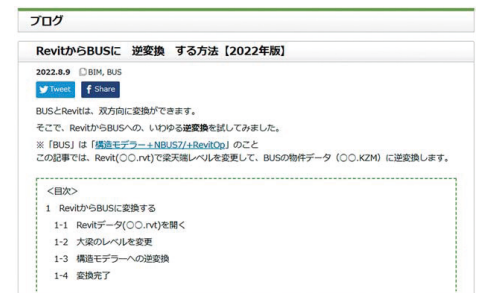 ブログ
RevitからBUSに　逆変換　する方法【2022年版】
2022.8.9 BIM, BUS
Tweet Share
BUSとRevitは、双方向に変換ができます。
そこで、RevitからBUSへの、いわゆる逆変換を試してみました。
※「BUS」は「構造モデラー＋NBUS7/+RevitOp」のこと
この記事では、Revit(〇〇.rvt)で梁天端レベルを変更して、BUSの物件データ（〇〇.KZM）に逆変換します。
＜目次＞
1　RevitからBUSに変換する
1-1　Revitデータ(〇〇.rvt)を開く
1-2　大梁のレベルを変更
1-3　構造モデラーへの逆変換
1-4　変換完了